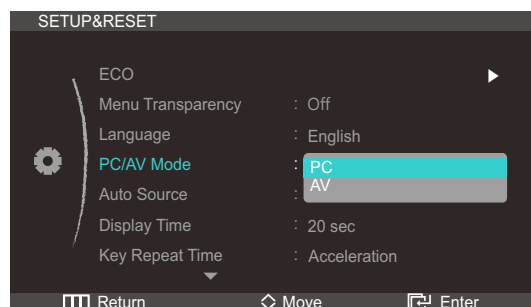 SETUP&RESET
ECO
Menu Transparency : Off
Language : English
PC/AV Mode : PC
AV
Auto Source :
Display Time : 20 sec
Key Repeat Time : Acceleration
Return Move Enter